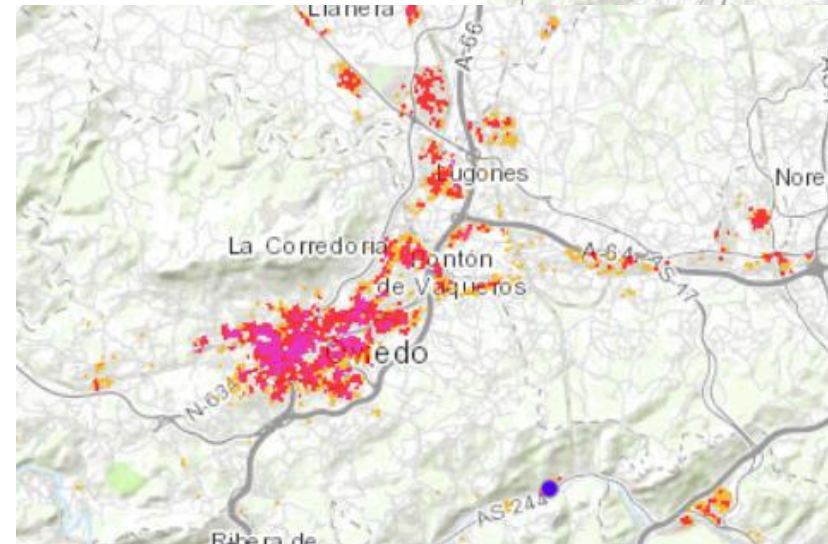 Llanera
A-66
Lugones
Nore
La Corredoria
Pontón
de Vaqueros
A-64
AS-17
Oviedo
N-634
AS-244
Ribera de